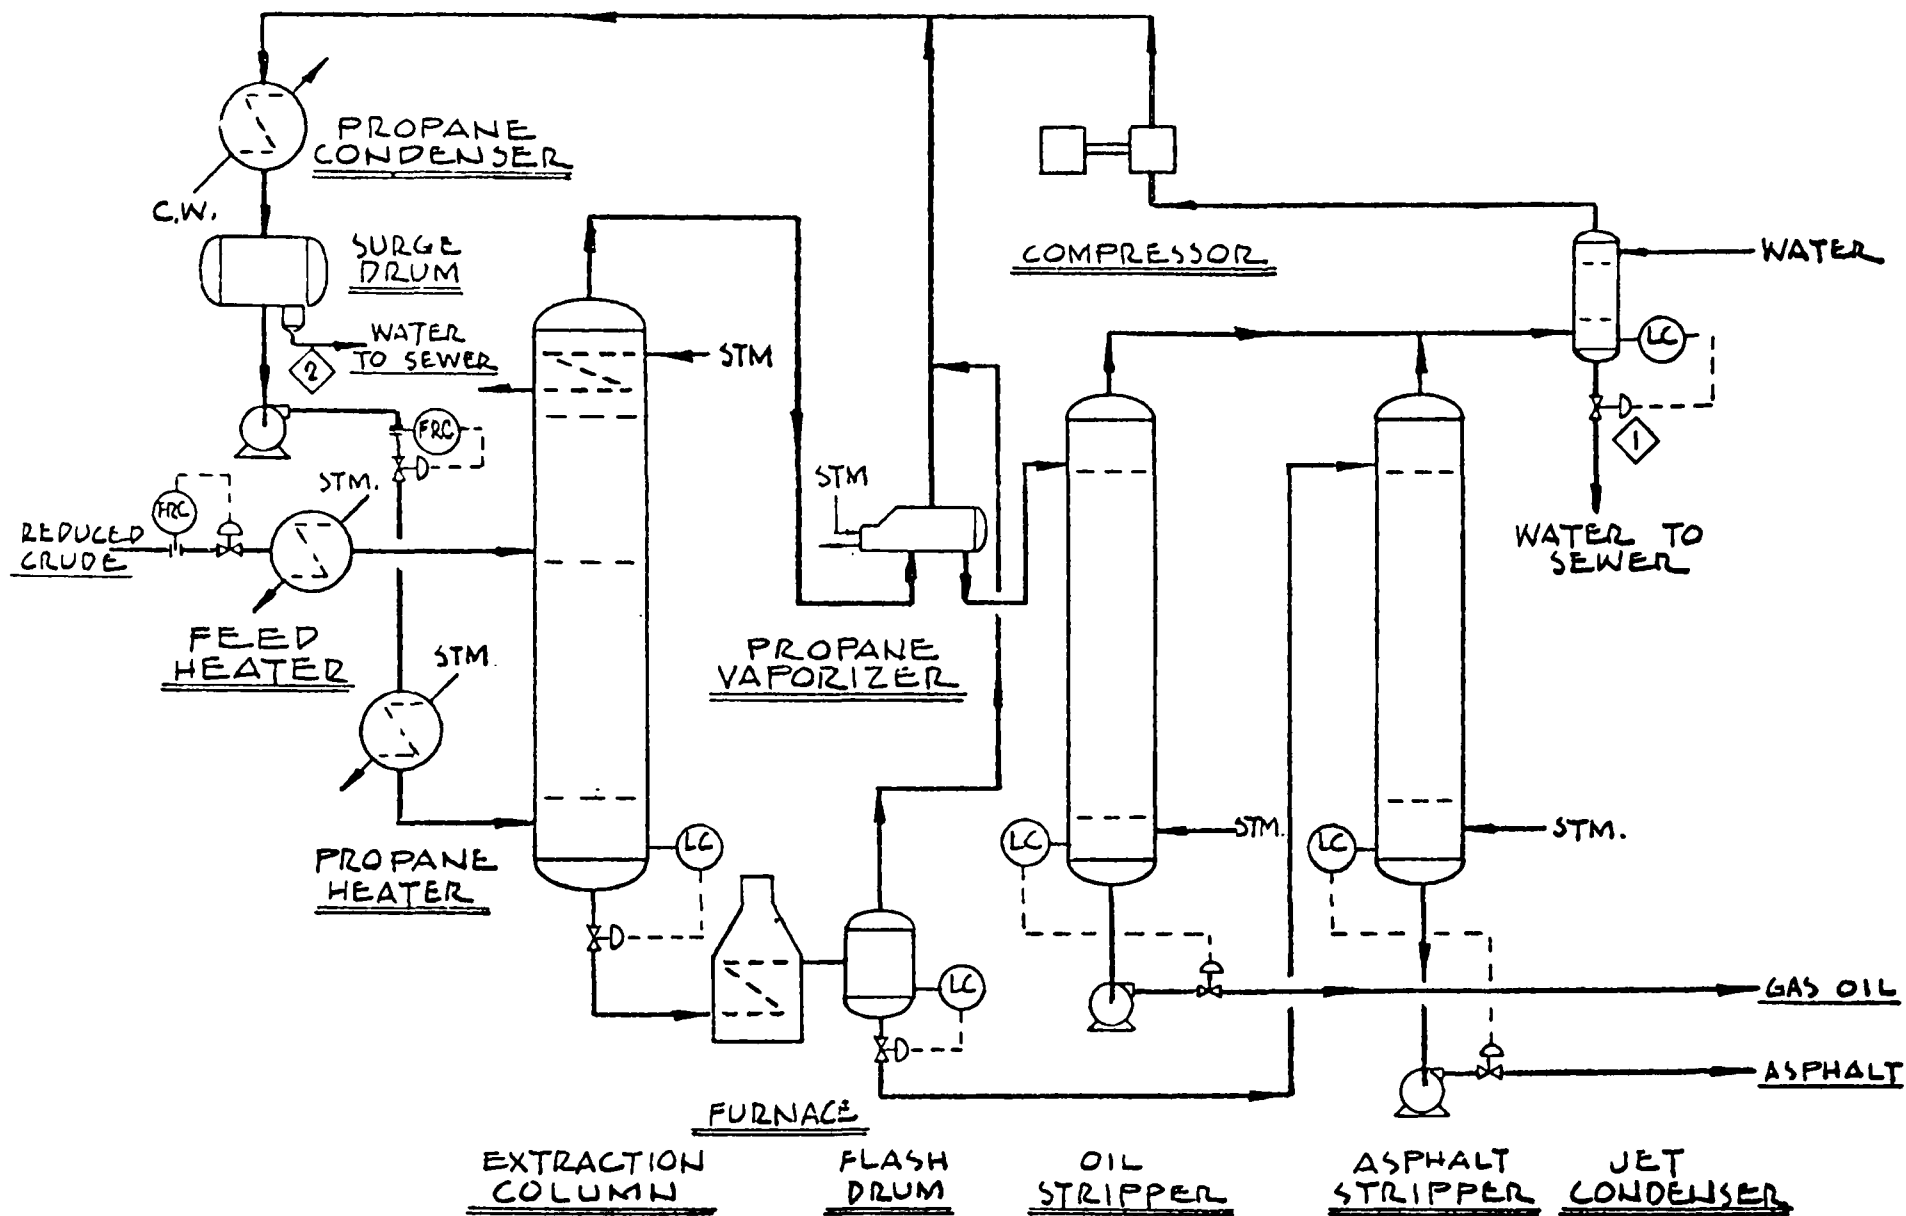 PROPANE
CONDENSER
C.W.
SURGE
DRUM
WATER
TO SEWER
2
COMPRESSOR
WATER
STM
LC
FRC
1
STM.
FRC
STM
REDUCED
CRUDE
WATER TO
SEWER
FEED
HEATER
STM.
PROPANE
VAPORIZER
PROPANE
HEATER
LC
LC
STM.
LC
STM.
LC
GAS OIL
ASPHALT
FURNACE
EXTRACTION
COLUMN
FLASH
DRUM
OIL
STRIPPER
ASPHALT
STRIPPER
JET
CONDENSER